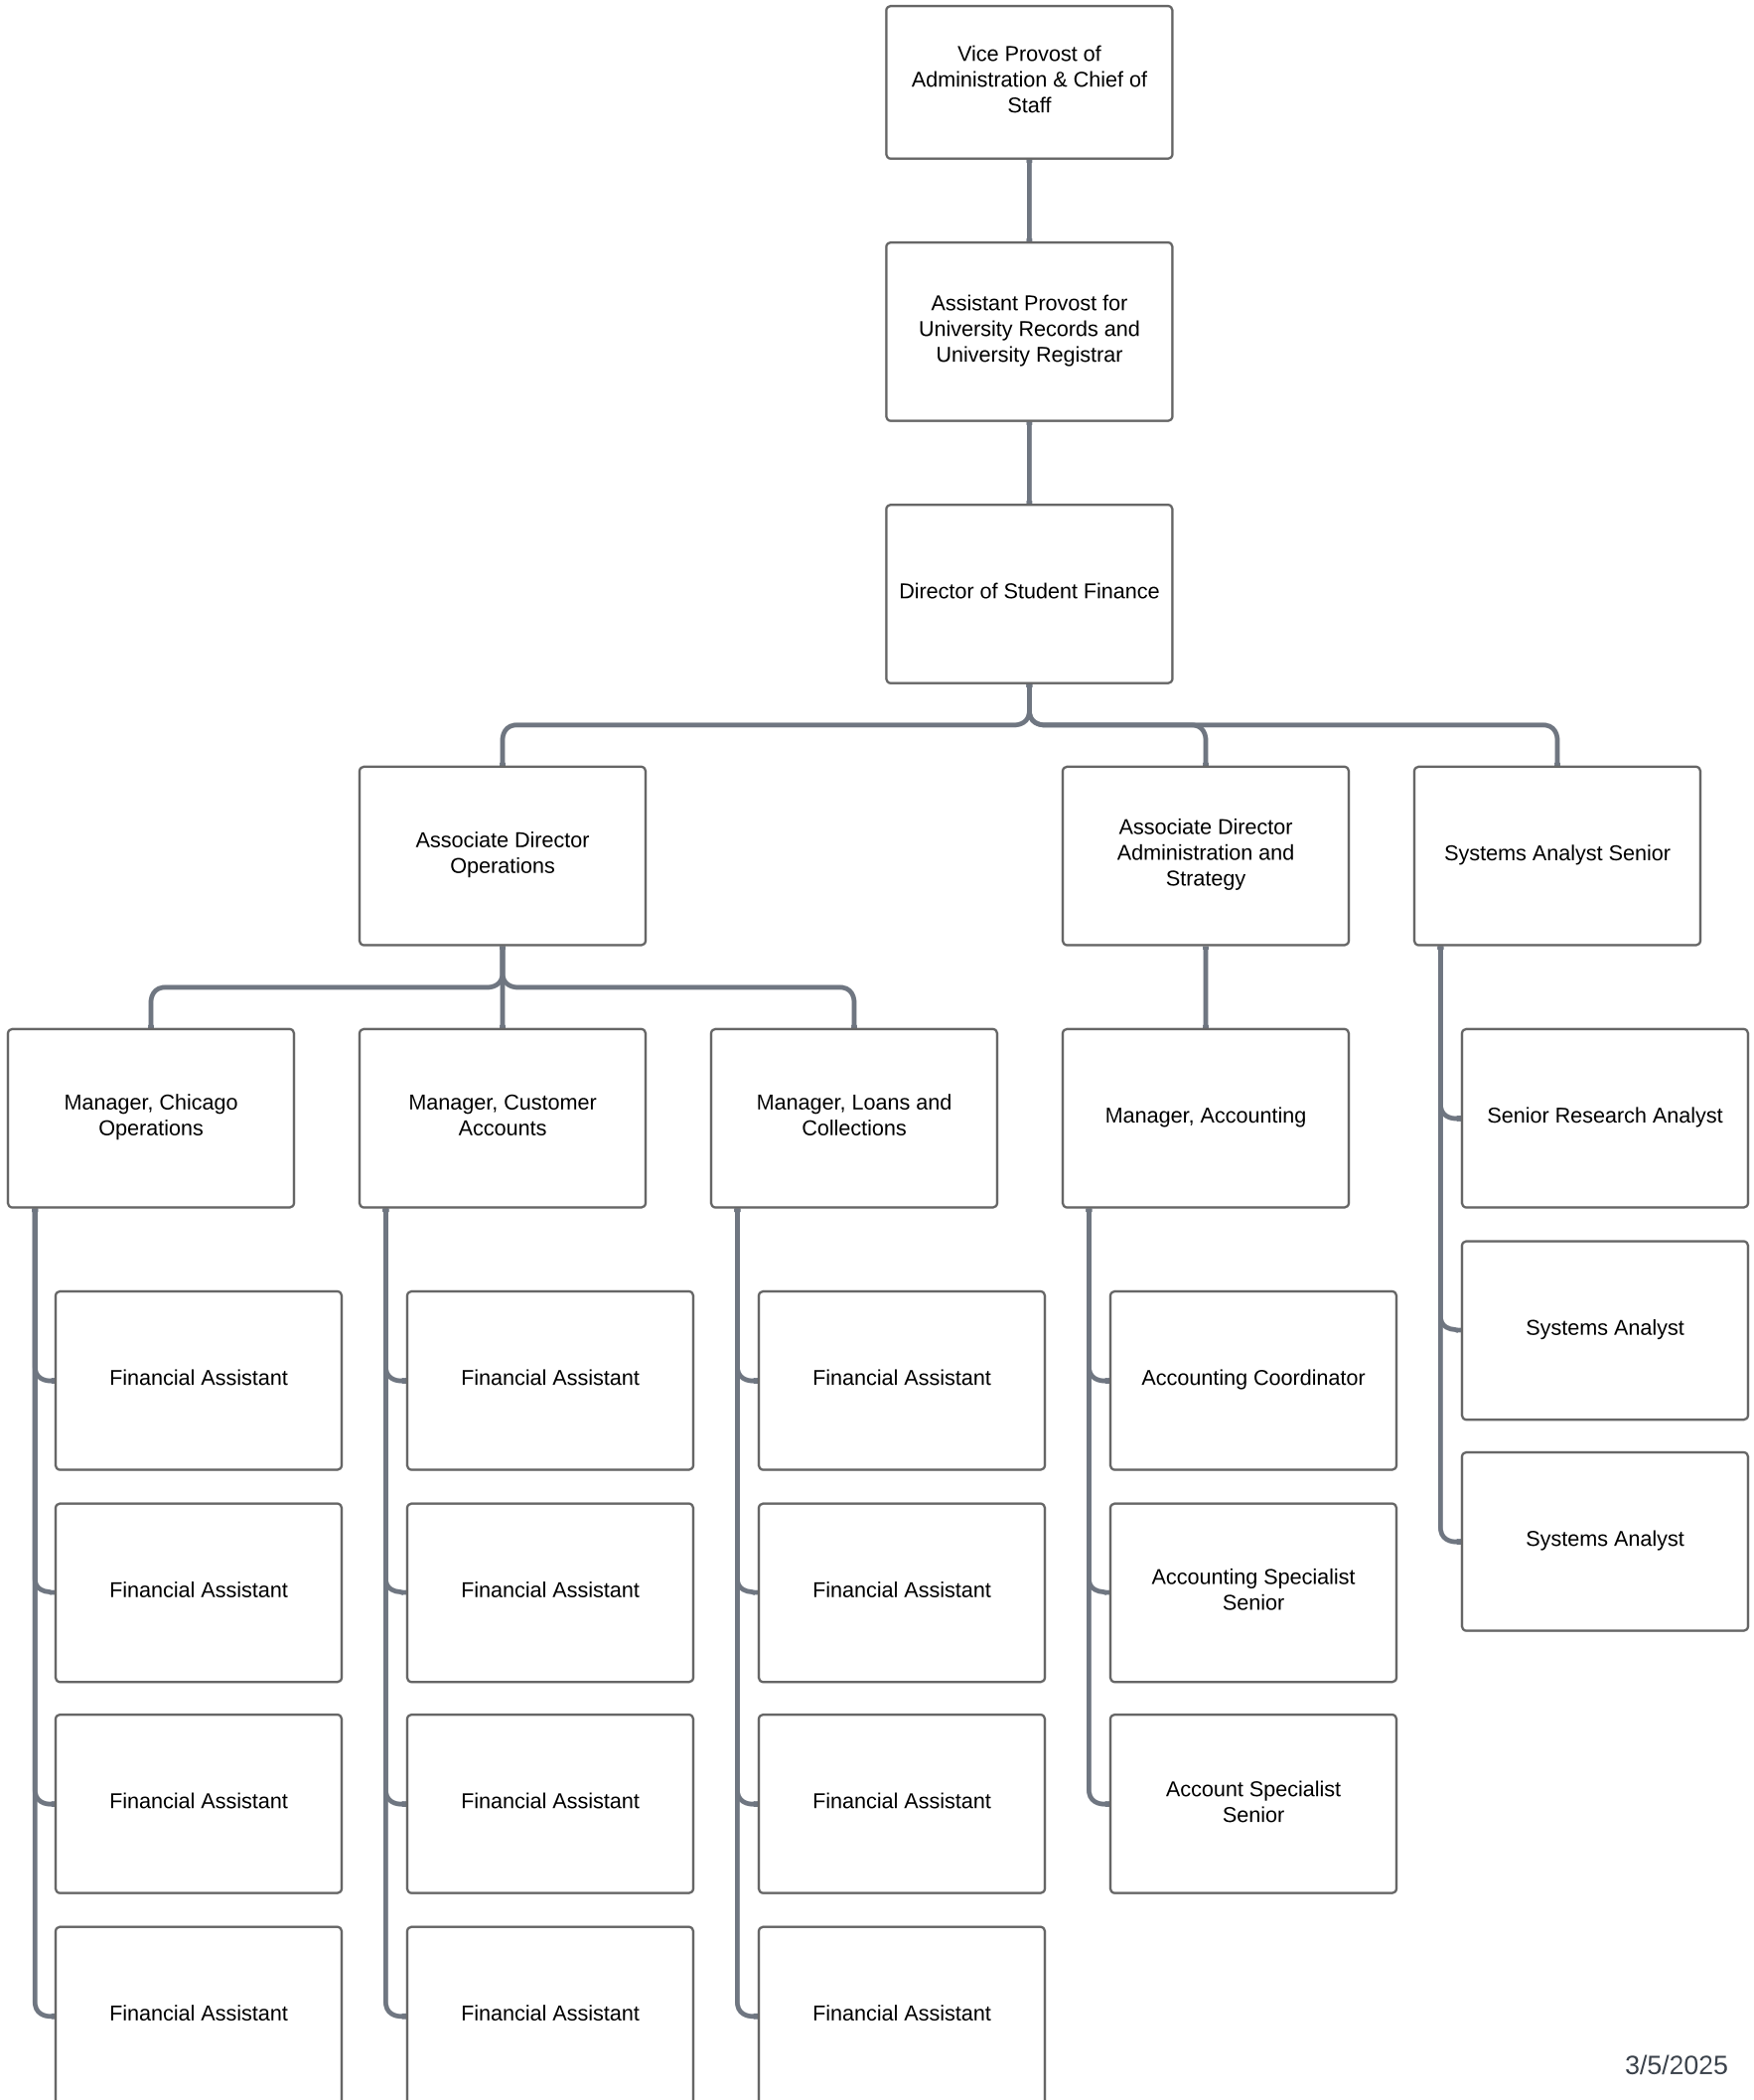 Vice Provost of
Administration & Chief of
Staff
Assistant Provost for
University Records and
University Registrar
Director of Student Finance
Associate Director
Operations
Associate Director
Administration and
Strategy
Systems Analyst Senior
Manager, Chicago
Operations
Manager, Customer
Accounts
Manager, Loans and
Collections
Manager, Accounting
Senior Research Analyst
Financial Assistant
Financial Assistant
Financial Assistant
Accounting Coordinator
Systems Analyst
Financial Assistant
Financial Assistant
Financial Assistant
Accounting Specialist
Senior
Systems Analyst
Financial Assistant
Financial Assistant
Financial Assistant
Account Specialist
Senior
Financial Assistant
Financial Assistant
Financial Assistant
3/5/2025